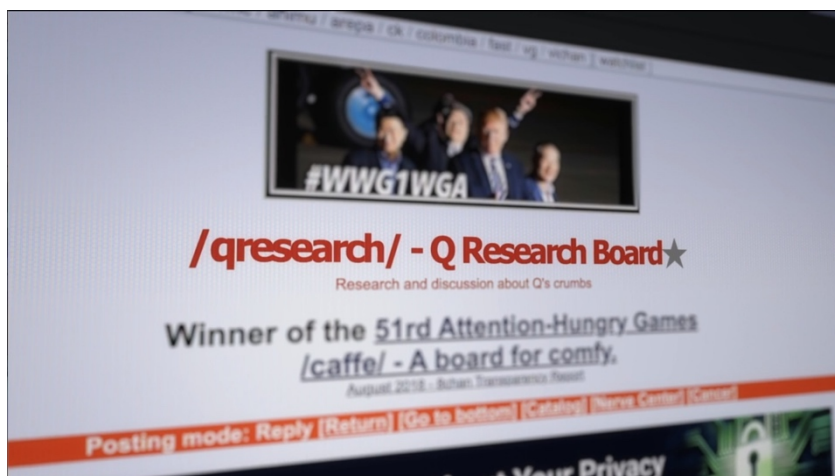 / animu / arepa / ck / colombia / fast / vg / vichan ] [ watchlist ]
#WWG1WGA
/qresearch/ - Q Research Board★
Research and discussion about Q's crumbs
Winner of the 51rd Attention-Hungry Games
/caffe/ - A board for comfy.
August 2018 - 8chan Transparency Report
Posting mode: Reply [Return] [Go to bottom] [Catalog] [Nerve Center] [Cancer]
Your Privacy